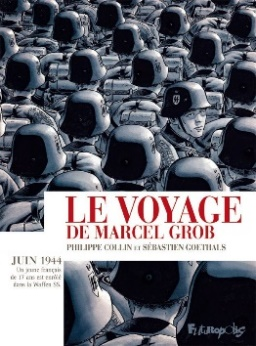 LE VOYAGE
DE MARCEL GROB
PHILIPPE COLLIN ET SÉBASTIEN GOETHALS
JUIN 1944
Un jeune français
de 17 ans est enrôlé
dans la Waffen SS.
Futuropolis